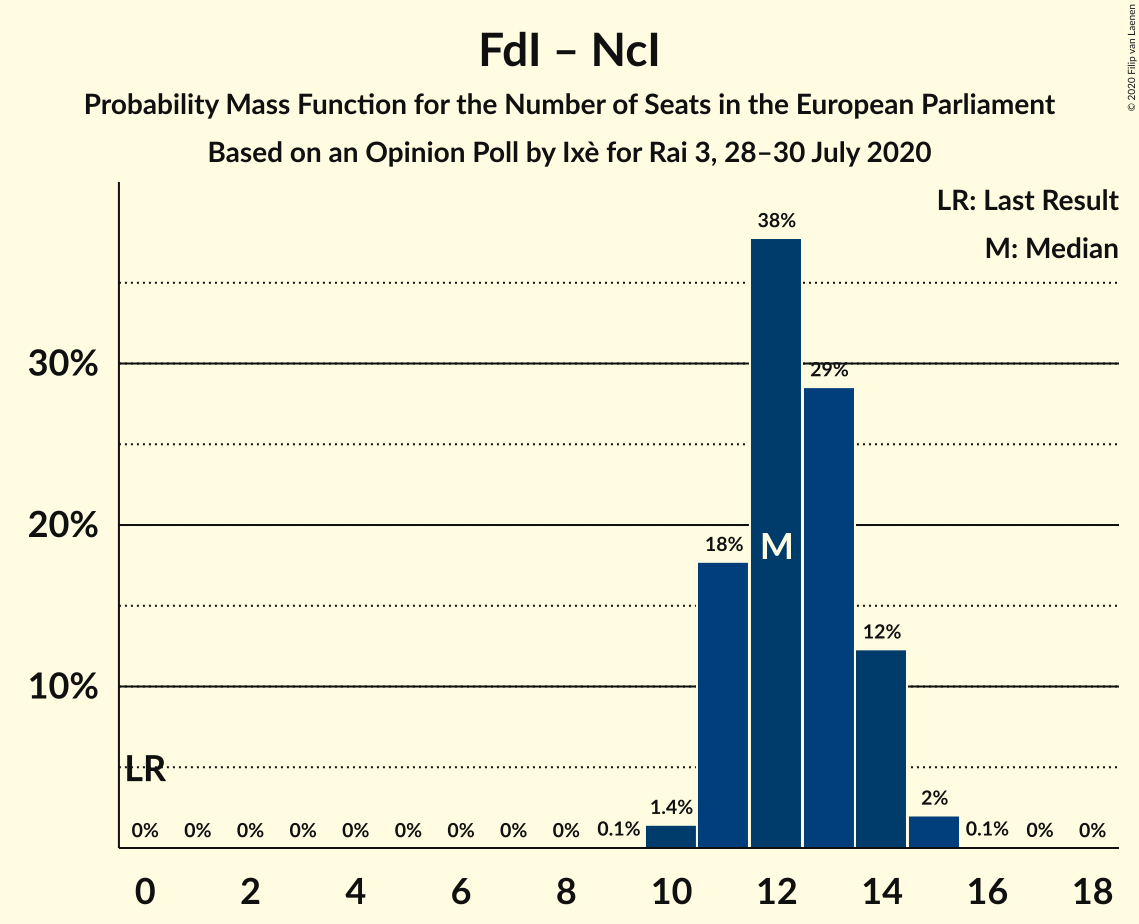 FdI – NcI
Probability Mass Function for the Number of Seats in the European Parliament
Based on an Opinion Poll by Ixè for Rai 3, 28–30 July 2020
© 2020 Filip van Laenen
LR: Last Result
M: Median
38%
30%
29%
20%
18%
M
12%
10%
LR
0% 0% 0% 0% 0% 0% 0% 0% 0% 0.1% 1.4% 2% 0.1% 0% 0%
0 2 4 6 8 10 12 14 16 18